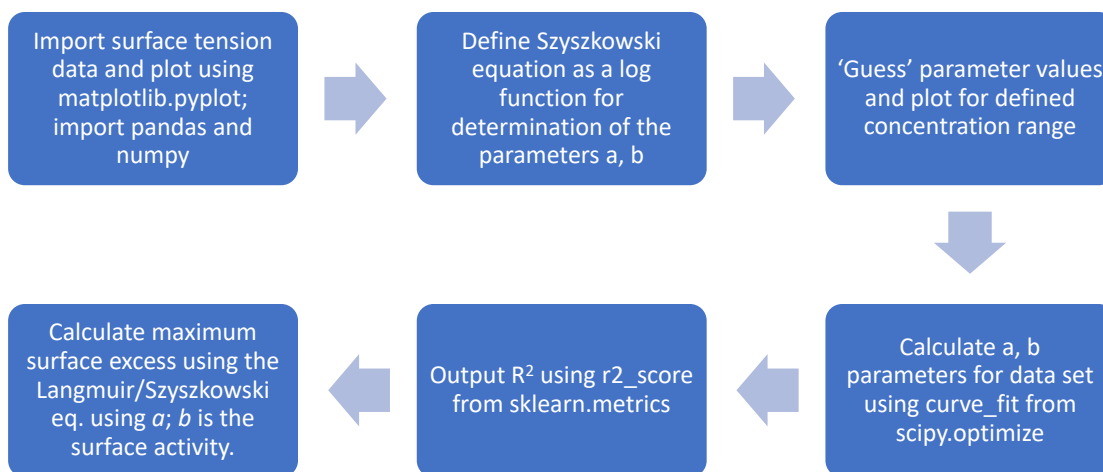 Import surface tension
data and plot using
matplotlib.pyplot;
import pandas and
numpy
Define Szyszkowski
equation as a log
function for
determination of the
parameters a, b
‘Guess’ parameter values
and plot for defined
concentration range
Calculate a, b
parameters for data set
using curve_fit from
scipy.optimize
Output R² using r2_score
from sklearn.metrics
Calculate maximum
surface excess using the
Langmuir/Szyszkowski
eq. using a; b is the
surface activity.